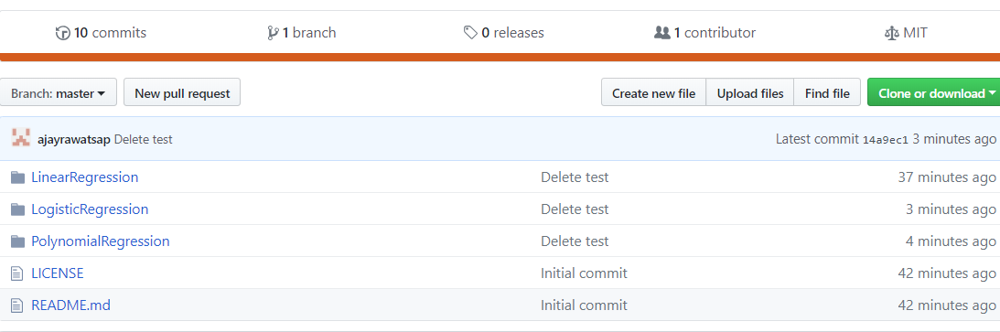 10 commits 1 branch 0 releases 1 contributor MIT
Branch: master New pull request Create new file Upload files Find file Clone or download
ajayrawatsap Delete test Latest commit 14a9ec1 3 minutes ago
LinearRegression Delete test 37 minutes ago
LogisticRegression Delete test 3 minutes ago
PolynomialRegression Delete test 4 minutes ago
LICENSE Initial commit 42 minutes ago
README.md Initial commit 42 minutes ago